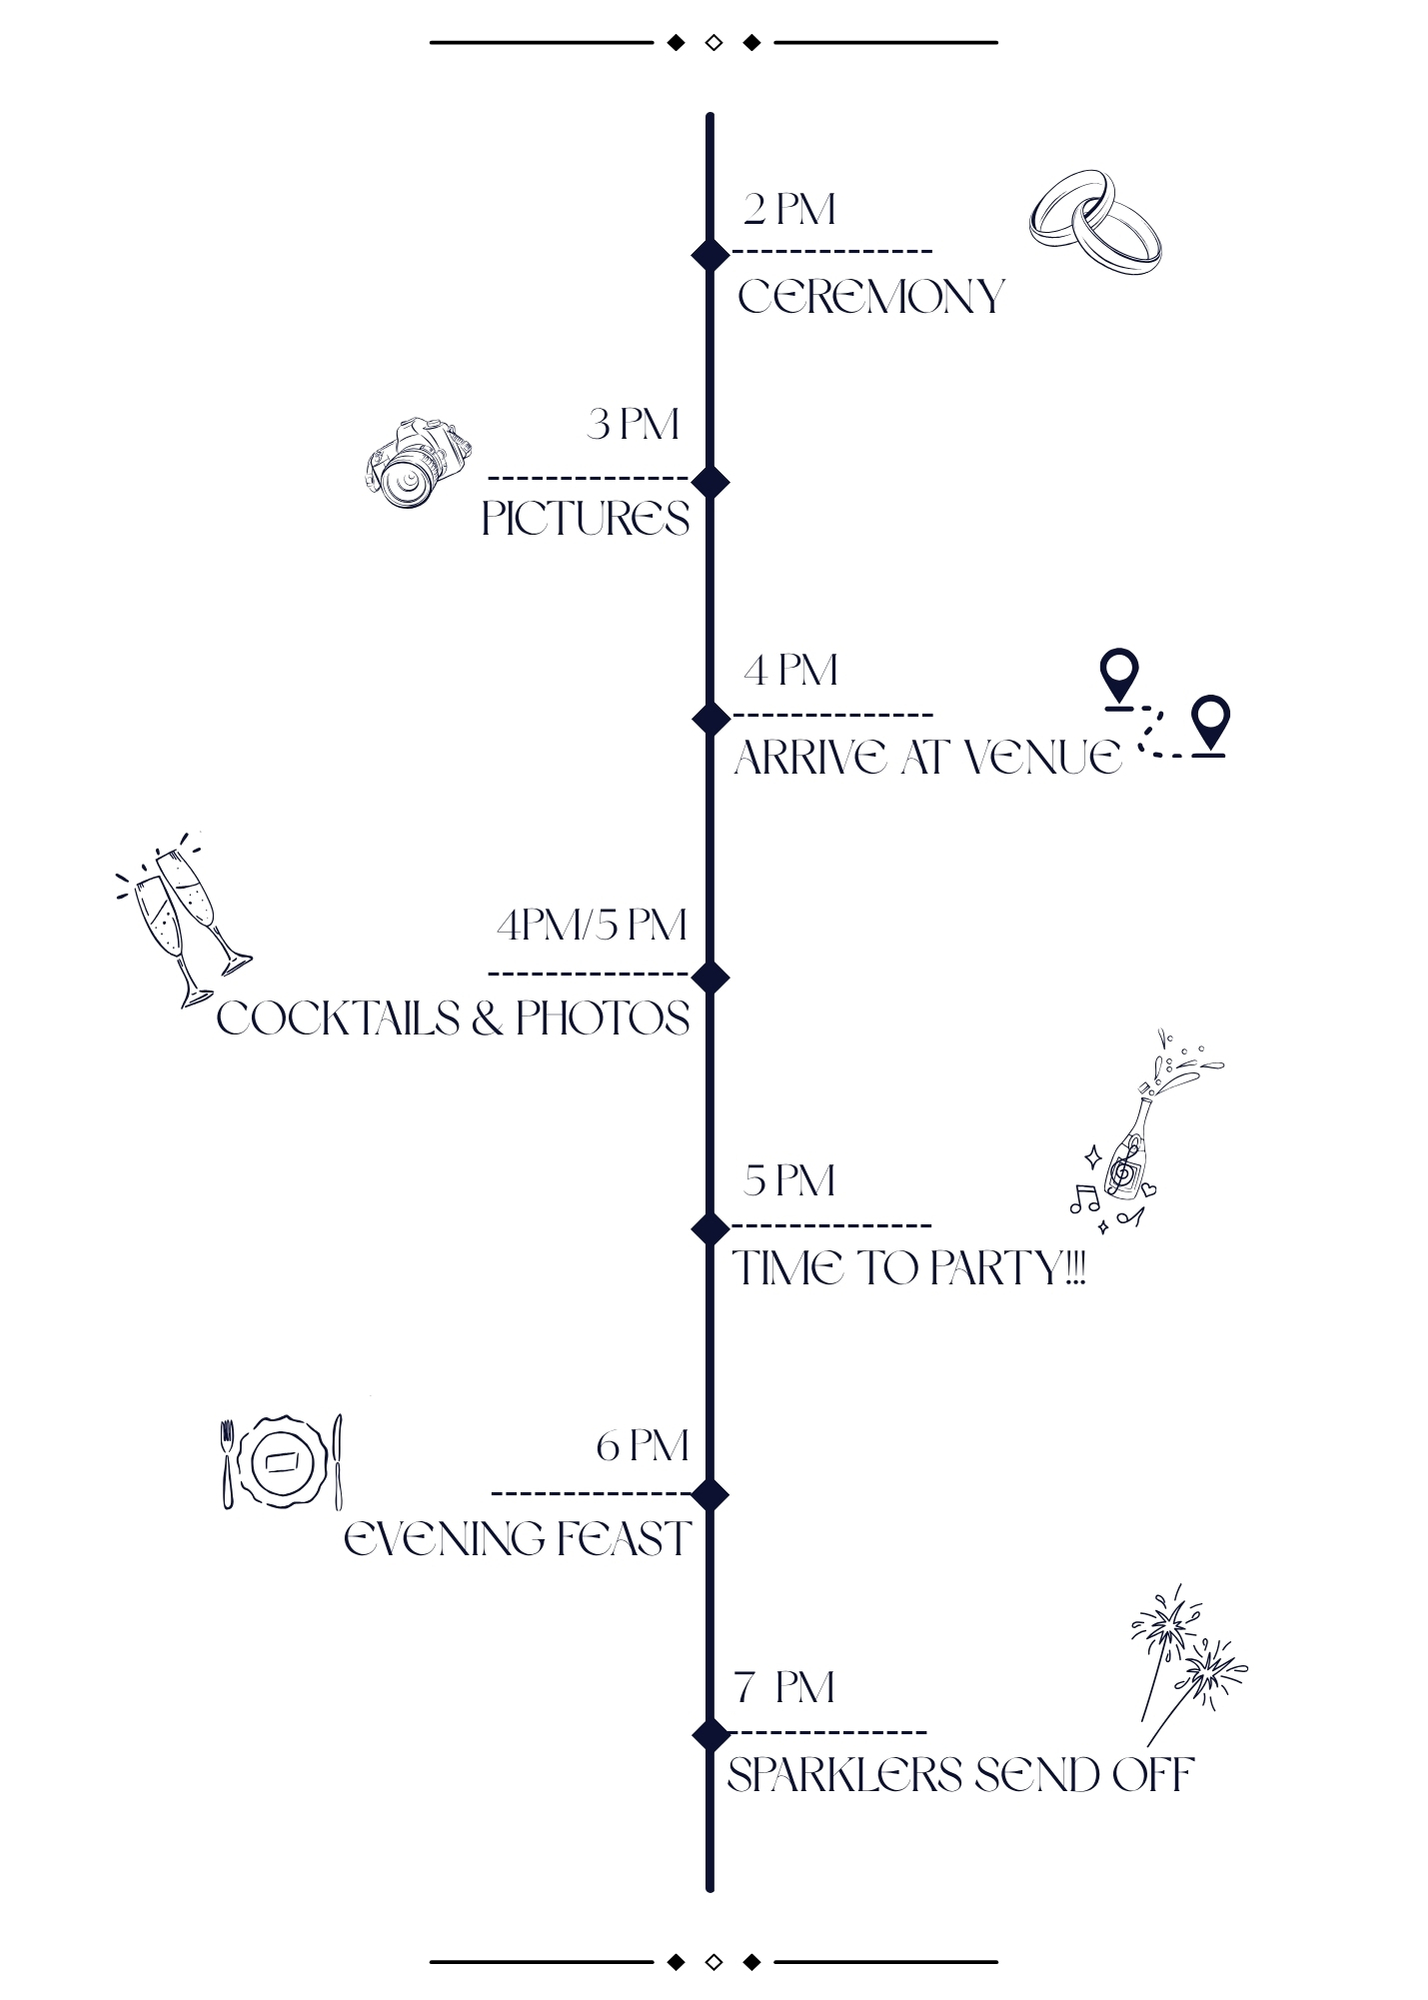 2 PM
CEREMONY
3 PM
PICTURES
4 PM
ARRIVE AT VENUE
4PM/5 PM
COCKTAILS & PHOTOS
5 PM
TIME TO PARTY!!!
6 PM
EVENING FEAST
7 PM
SPARKLERS SEND OFF